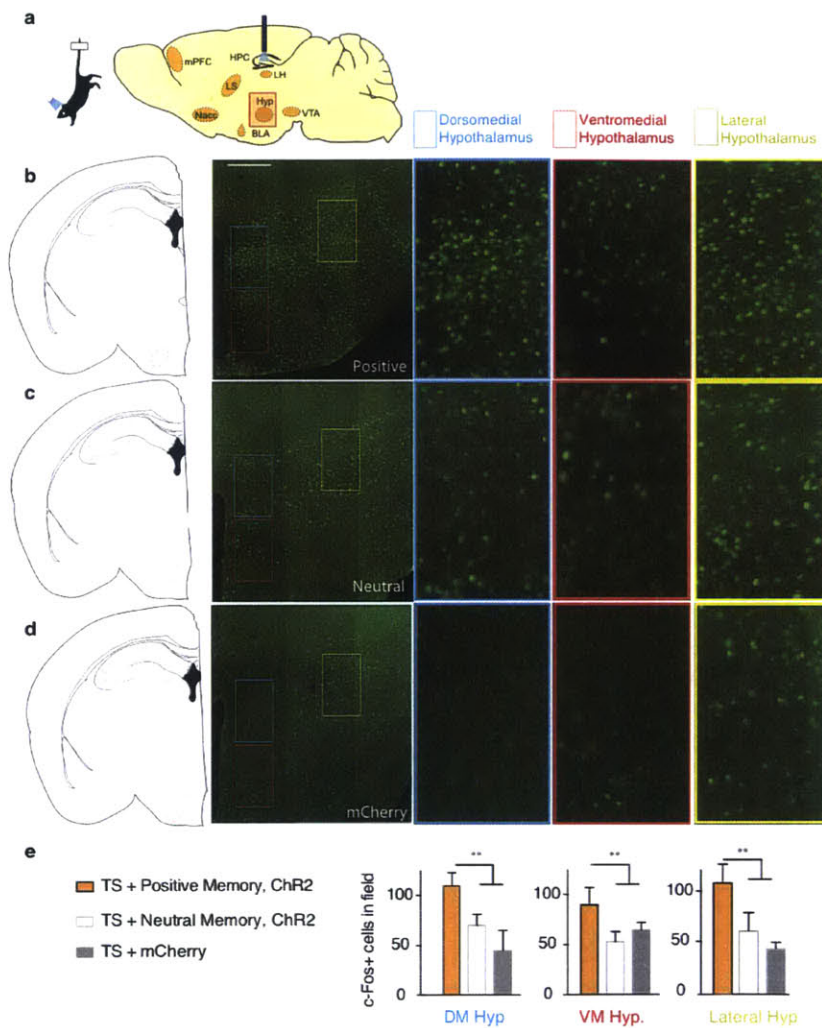 a
mPFC
HPC
LH
LS
Nacc
Hyp
VTA
BLA
Dorsomedial
Hypothalamus
Ventromedial
Hypothalamus
Lateral
Hypothalamus
b
Positive
c
Neutral
d
mCherry
e
TS + Positive Memory, ChR2
TS + Neutral Memory, ChR2
TS + mCherry
c-Fos+ cells in field
100
50
0
**
DM Hyp
100
50
0
**
VM Hyp.
100
50
0
**
Lateral Hyp